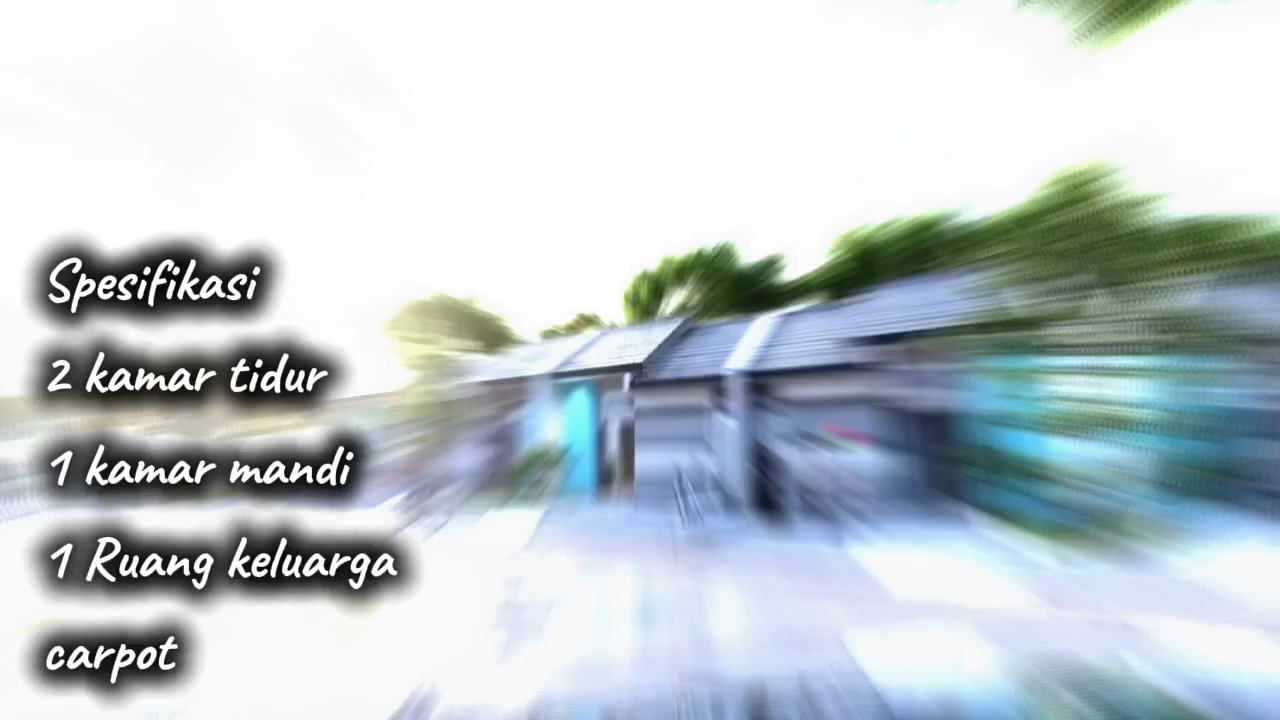 Spesifikasi
2 kamar tidur
1 kamar mandi
1 Ruang keluarga
carpot